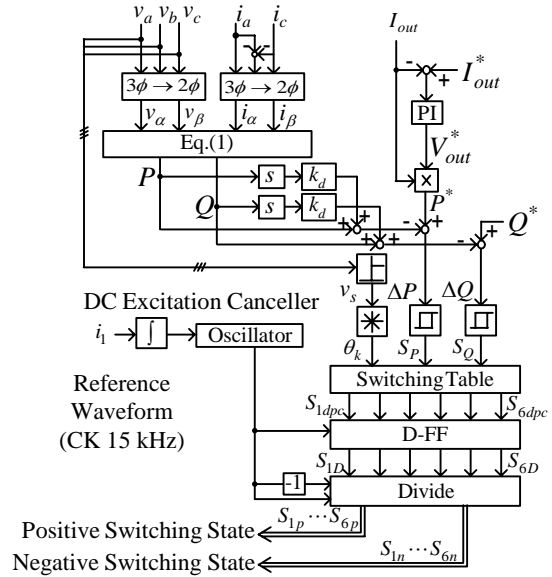 v_a v_b v_c i_a i_c I_out
- - + I*_out
3ϕ→2ϕ 3ϕ→2ϕ PI
v_α v_β i_α i_β V*_out
Eq.(1) ×
P s k_d P* Q*
Q s k_d + + - + - +
+ +
v_s ΔP ΔQ
DC Excitation Canceller
i_1 ∫ Oscillator
θ_k S_P S_Q
Switching Table
Reference
Waveform
(CK 15 kHz)
S_1dpc S_6dpc
D-FF
S_1D S_6D
-1 Divide
Positive Switching State S_1p ⋯ S_6p
Negative Switching State S_1n ⋯ S_6n